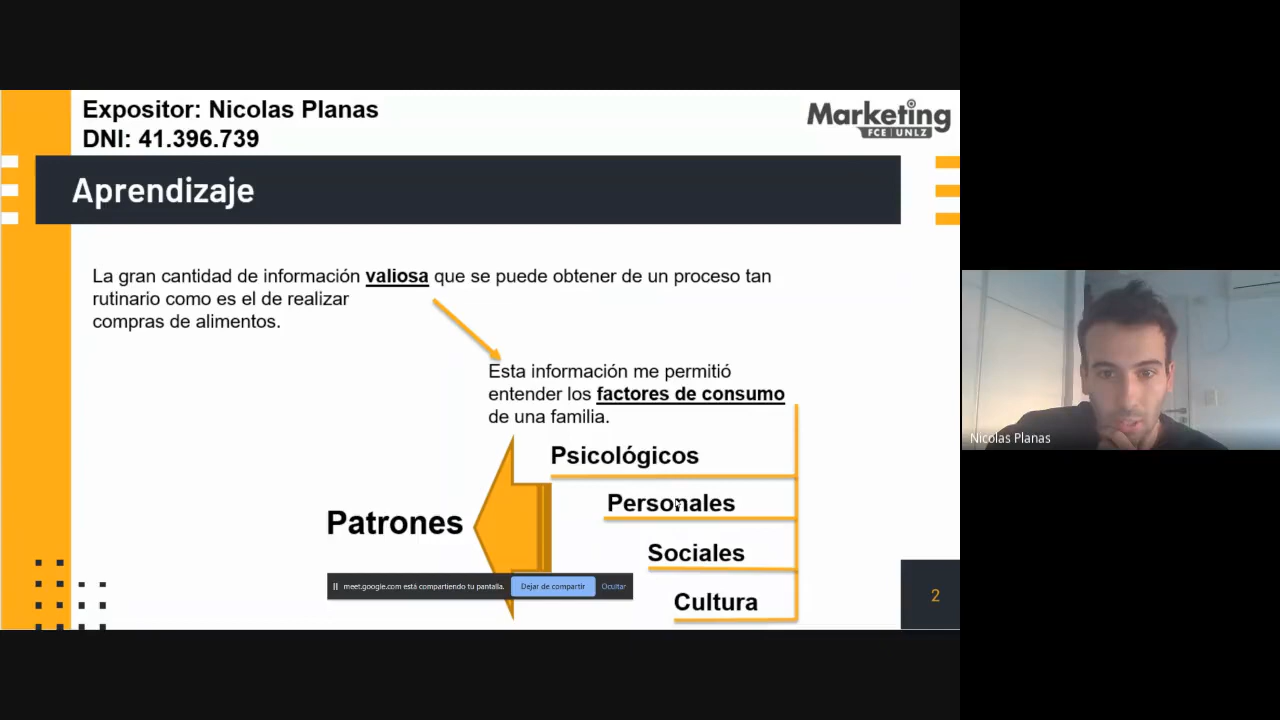 Expositor: Nicolas Planas
DNI: 41.396.739
Marketing
FCE | UNLZ
Aprendizaje
La gran cantidad de información valiosa que se puede obtener de un proceso tan
rutinario como es el de realizar
compras de alimentos.
Esta información me permitió
entender los factores de consumo
de una familia.
Psicológicos
Personales
Sociales
Cultura
Patrones
meet.google.com está compartiendo tu pantalla.
Dejar de compartir
Ocultar
2
Nicolas Planas